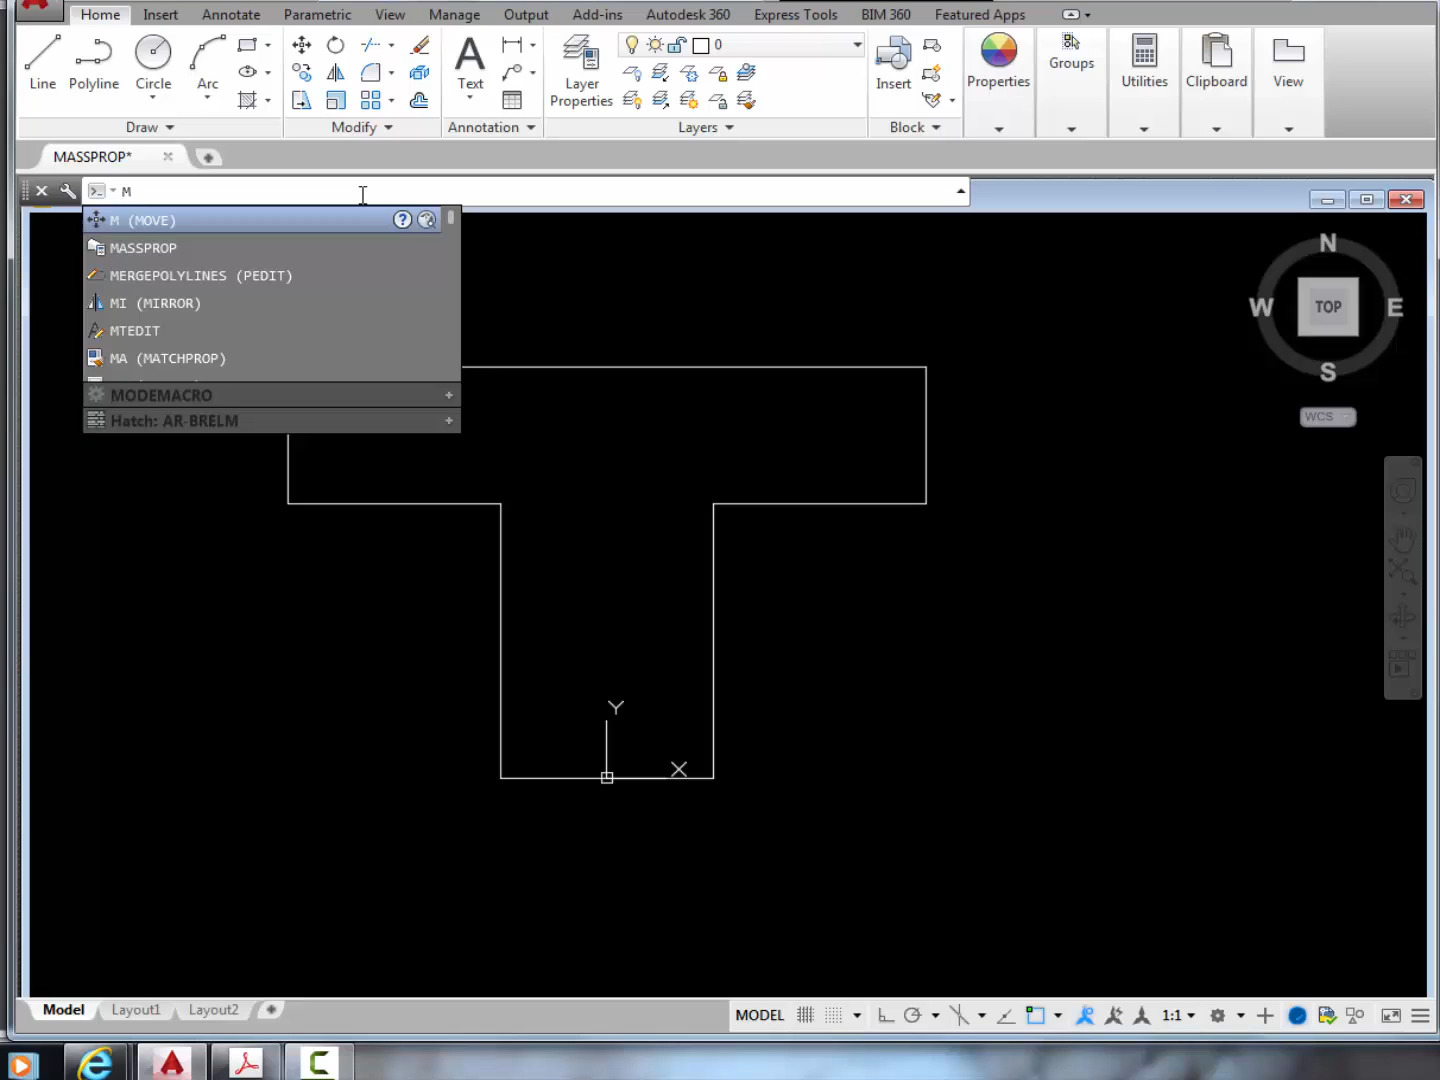 Home Insert Annotate Parametric View Manage Output Add-ins Autodesk 360 Express Tools BIM 360 Featured Apps
0
Line Polyline Circle Arc Text Layer Properties Insert Properties Groups Utilities Clipboard View
Draw Modify Annotation Layers Block
MASSPROP*
M
M (MOVE)
MASSPROP
MERGEPOLYLINES (PEDIT)
MI (MIRROR)
MTEDIT
MA (MATCHPROP)
MODEMACRO
Hatch: AR-BRELM
N
W TOP E
S
WCS
Y
X
Model Layout1 Layout2
MODEL 1:1